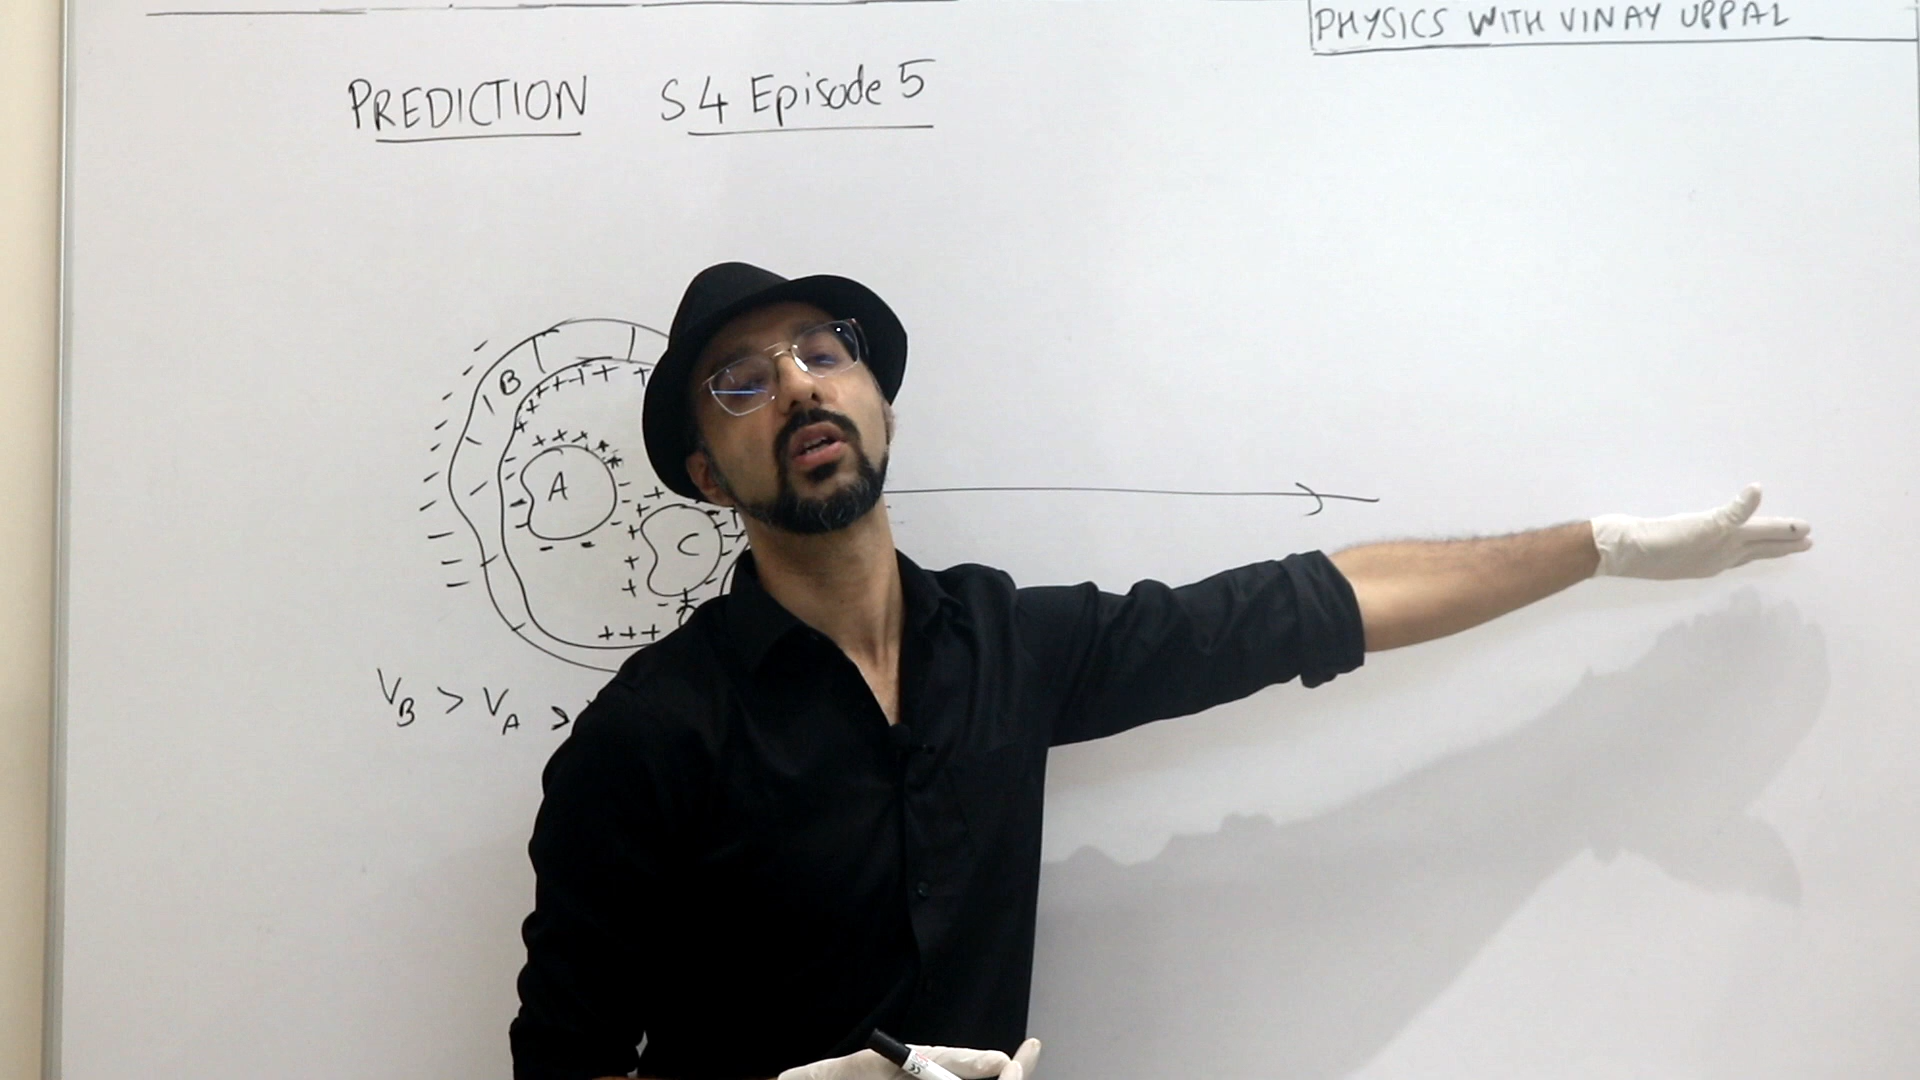 PHYSICS WITH VINAY UPPAL
PREDICTION S4 Episode 5
B
A
C
V_B > V_A >